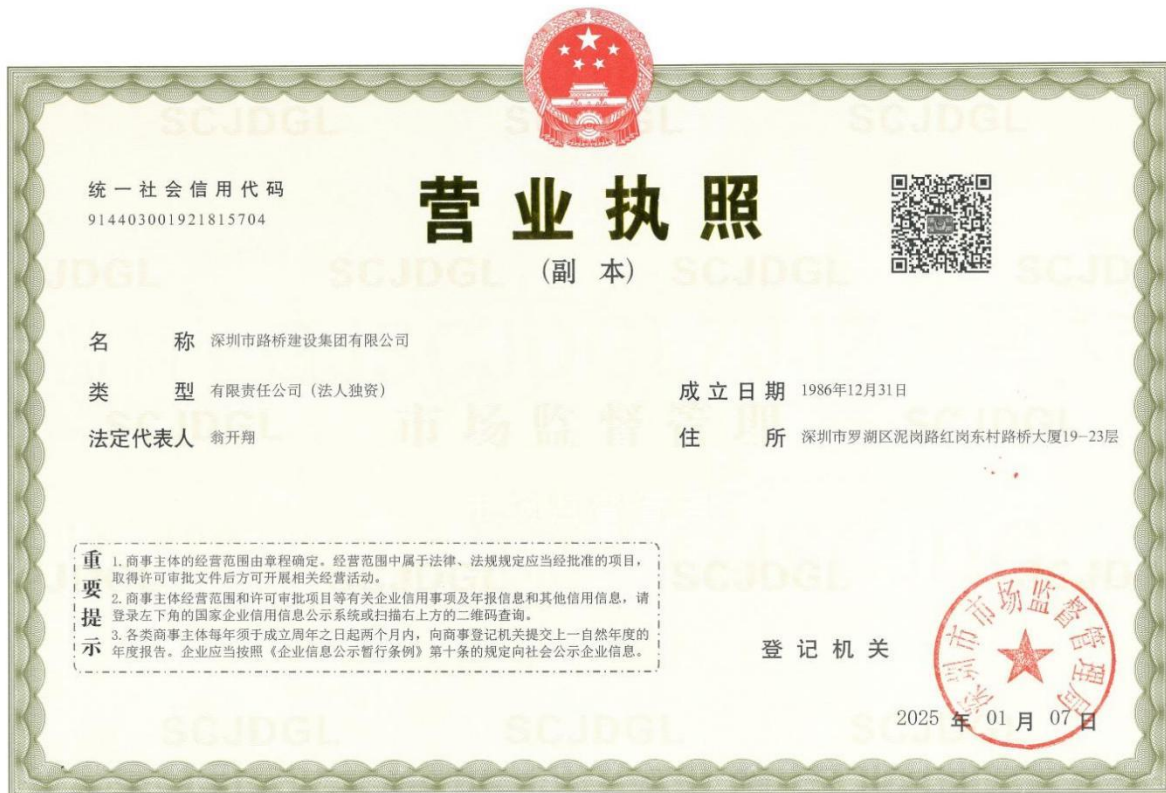 统一社会信用代码
914403001921815704
营业执照
(副 本)
名 称 深圳市路桥建设集团有限公司
类 型 有限责任公司（法人独资）
成立日期 1986年12月31日
法定代表人 翁开翔
住 所 深圳市罗湖区泥岗路红岗东村路桥大厦19-23层
重要提示
1. 商事主体的经营范围由章程确定。经营范围中属于法律、法规规定应当经批准的项目，
取得许可审批文件后方可开展相关经营活动。
2. 商事主体经营范围和许可审批项目等有关企业信用事项及年报信息和其他信用信息，请
登录左下角的国家企业信用信息公示系统或扫描右上方的二维码查询。
3. 各类商事主体每年须于成立周年之日起两个月内，向商事登记机关提交上一自然年度的
年度报告。企业应当按照《企业信息公示暂行条例》第十条的规定向社会公示企业信息。
登记机关
深圳市市场监督管理局
2025 年 01 月 07 日
SCJDGL
市场监督管理